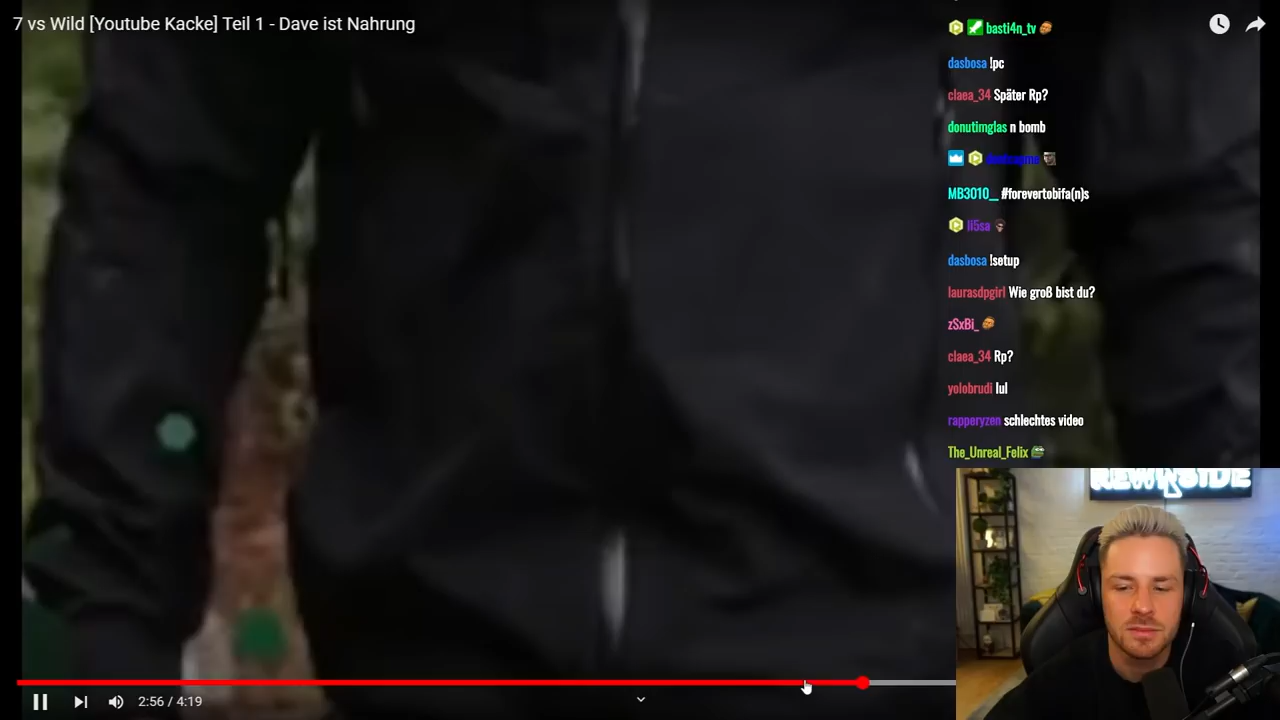 7 vs Wild [Youtube Kacke] Teil 1 - Dave ist Nahrung
basti4n_tv
dasbosa !pc
claea_34 Später Rp?
donutimglas n bomb
MB3010__ #forevertobifa(n)s
li5sa
dasbosa !setup
laurasdpgirl Wie groß bist du?
zSxBi_
claea_34 Rp?
yolobrudi lul
rapperyzen schlechtes video
The_Unreal_Felix
2:56 / 4:19